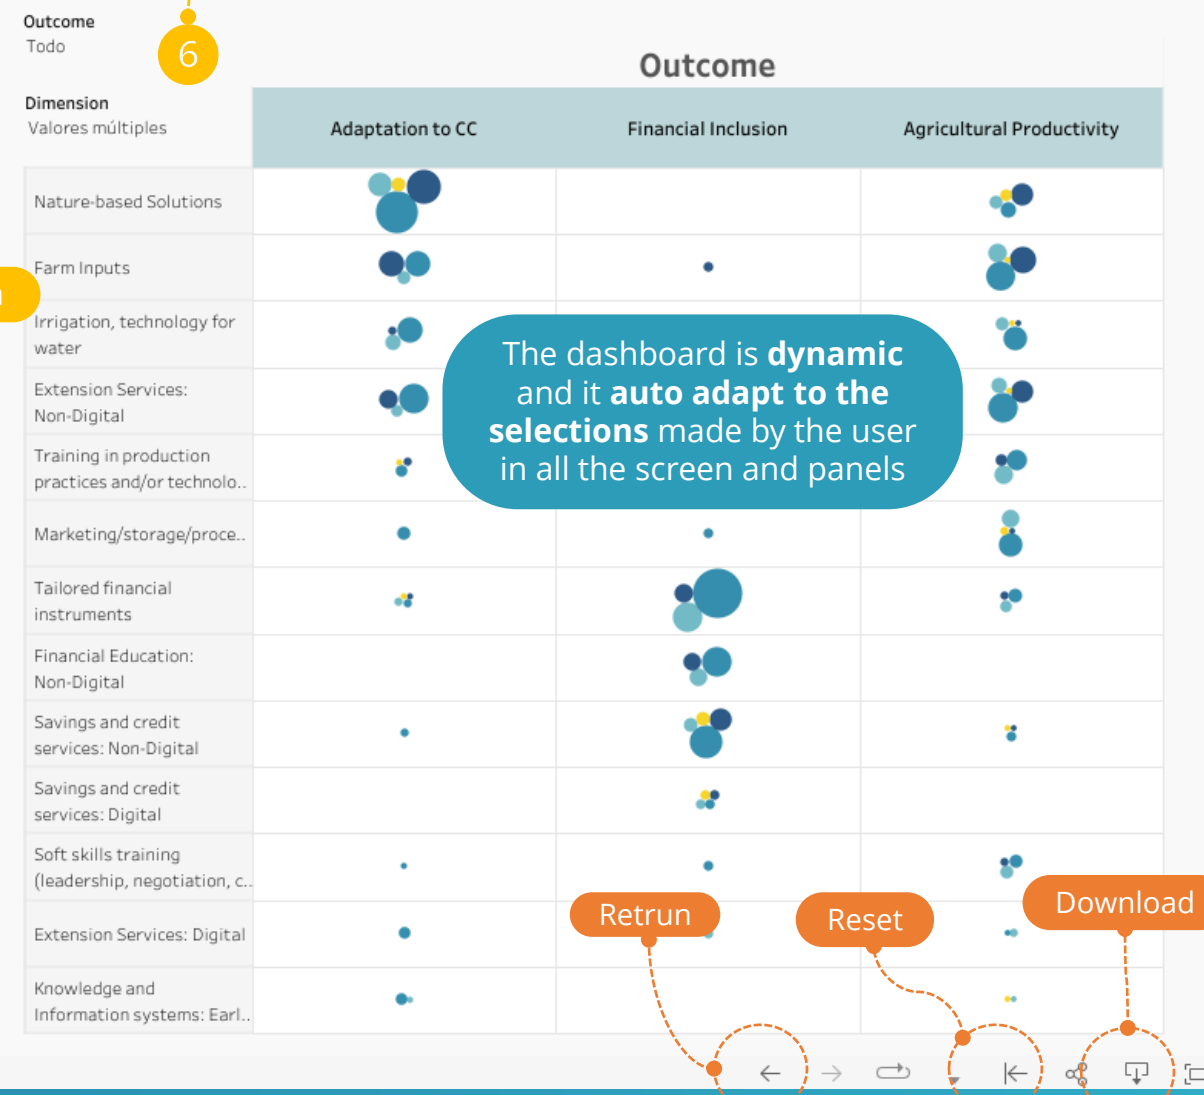 Outcome
Todo
6
Outcome
Dimension
Valores múltiples
Adaptation to CC
Financial Inclusion
Agricultural Productivity
Nature-based Solutions
Farm Inputs
Irrigation, technology for
water
Extension Services:
Non-Digital
Training in production
practices and/or technolo..
Marketing/storage/proce..
Tailored financial
instruments
Financial Education:
Non-Digital
Savings and credit
services: Non-Digital
Savings and credit
services: Digital
Soft skills training
(leadership, negotiation, c..
Extension Services: Digital
Knowledge and
Information systems: Earl..
The dashboard is dynamic
and it auto adapt to the
selections made by the user
in all the screen and panels
Retrun
Reset
Download